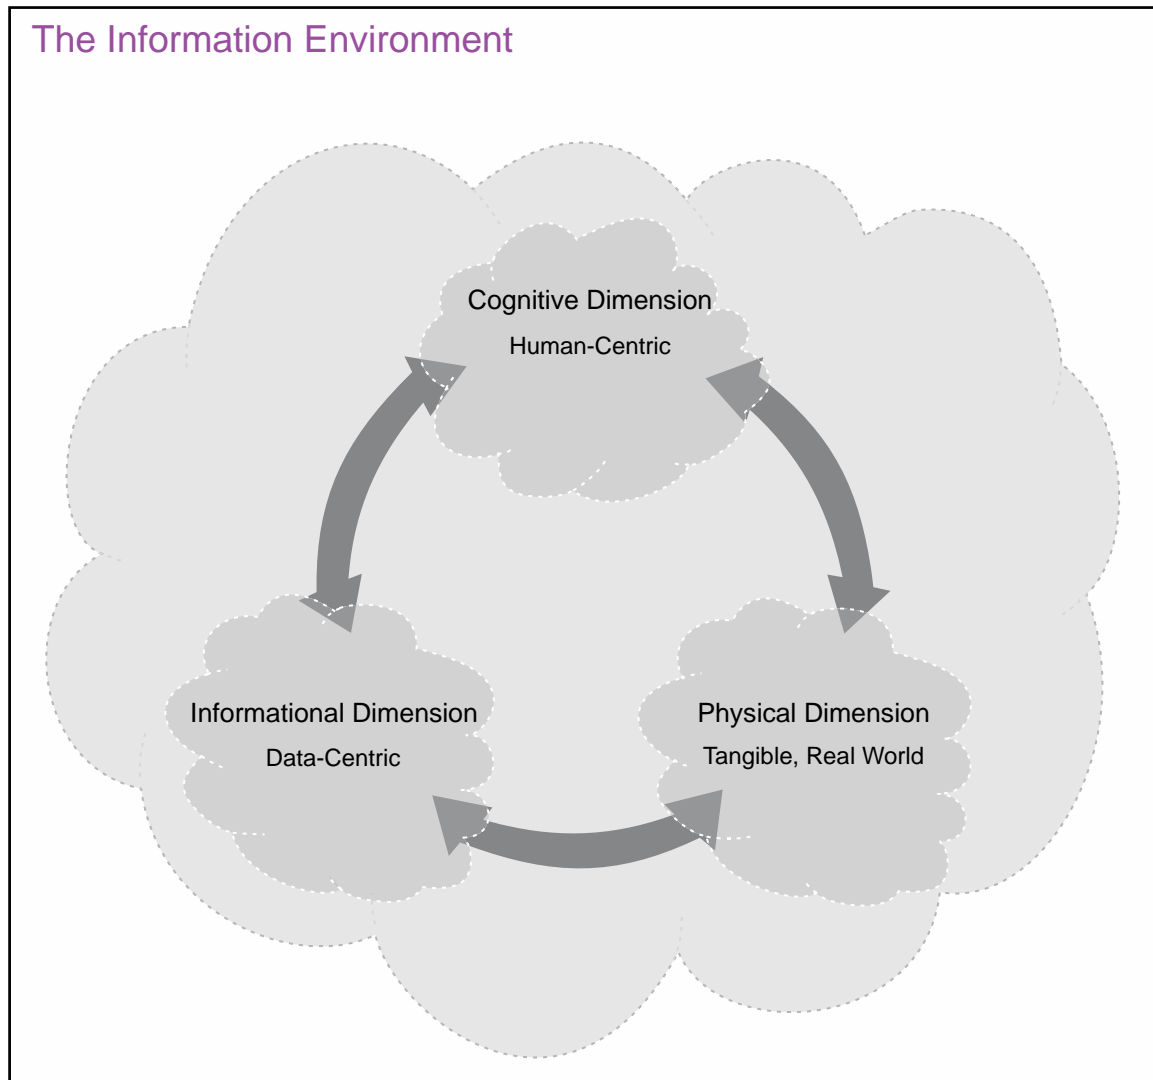 The Information Environment
Cognitive Dimension
Human-Centric
Informational Dimension
Data-Centric
Physical Dimension
Tangible, Real World